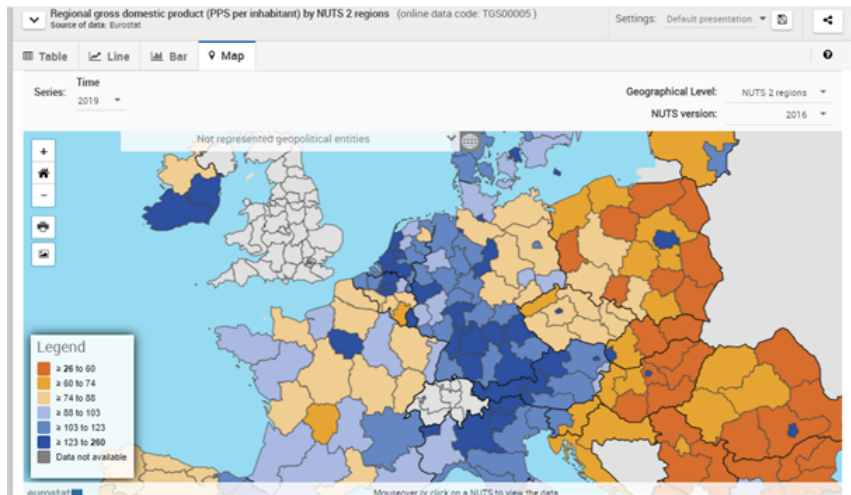 Regional gross domestic product (PPS per inhabitant) by NUTS 2 regions (online data code: TGS00005 )
Source of data: Eurostat
Settings: Default presentation
Table Line Bar Map
Series: Time
2019
Geographical Level: NUTS 2 regions
NUTS version: 2016
Not represented geopolitical entities
+
−
Legend
≥ 26 to 60
≥ 60 to 74
≥ 74 to 88
≥ 88 to 103
≥ 103 to 123
≥ 123 to 260
Data not available
eurostat
Mouseover or click on a NUTS to view the data